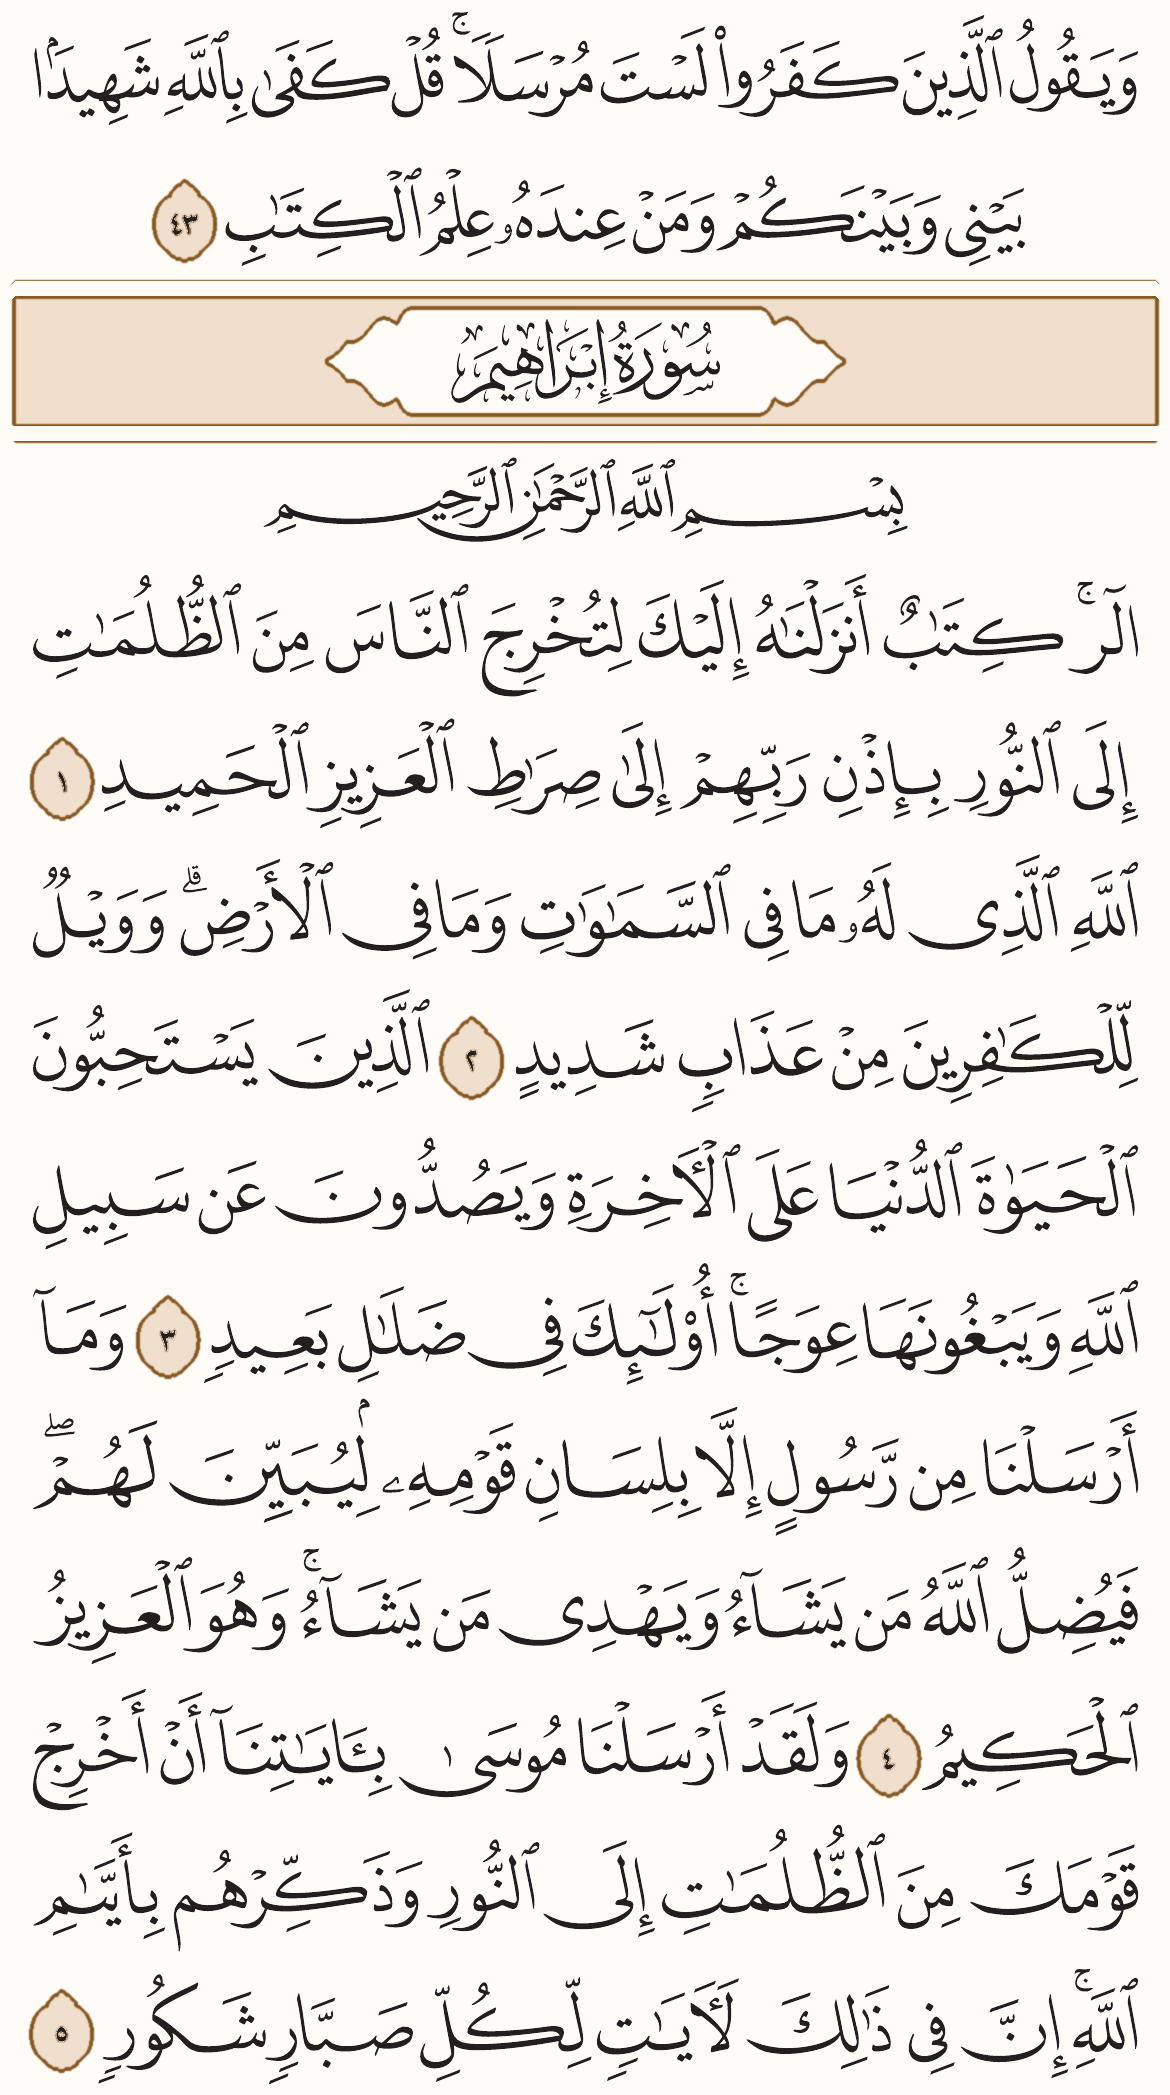 وَيَقُولُ ٱلَّذِينَ كَفَرُوا۟ لَسْتَ مُرْسَلًا ۚ قُلْ كَفَىٰ بِٱللَّهِ شَهِيدًۢا
بَيْنِى وَبَيْنَكُمْ وَمَنْ عِندَهُۥ عِلْمُ ٱلْكِتَٰبِ ٤٣
سُورَةُ إِبْرَاهِيمَ
بِسْمِ ٱللَّهِ ٱلرَّحْمَٰنِ ٱلرَّحِيمِ
الٓر ۚ كِتَٰبٌ أَنزَلْنَٰهُ إِلَيْكَ لِتُخْرِجَ ٱلنَّاسَ مِنَ ٱلظُّلُمَٰتِ
إِلَى ٱلنُّورِ بِإِذْنِ رَبِّهِمْ إِلَىٰ صِرَٰطِ ٱلْعَزِيزِ ٱلْحَمِيدِ ١
ٱللَّهِ ٱلَّذِى لَهُۥ مَا فِى ٱلسَّمَٰوَٰتِ وَمَا فِى ٱلْأَرْضِ ۗ وَوَيْلٌ
لِّلْكَٰفِرِينَ مِنْ عَذَابٍ شَدِيدٍ ٢ ٱلَّذِينَ يَسْتَحِبُّونَ
ٱلْحَيَوٰةَ ٱلدُّنْيَا عَلَى ٱلْءَاخِرَةِ وَيَصُدُّونَ عَن سَبِيلِ
ٱللَّهِ وَيَبْغُونَهَا عِوَجًا ۚ أُو۟لَٰٓئِكَ فِى ضَلَٰلٍۭ بَعِيدٍ ٣ وَمَآ
أَرْسَلْنَا مِن رَّسُولٍ إِلَّا بِلِسَانِ قَوْمِهِۦ لِيُبَيِّنَ لَهُمْ ۖ
فَيُضِلُّ ٱللَّهُ مَن يَشَآءُ وَيَهْدِى مَن يَشَآءُ ۚ وَهُوَ ٱلْعَزِيزُ
ٱلْحَكِيمُ ٤ وَلَقَدْ أَرْسَلْنَا مُوسَىٰ بِـَٔايَٰتِنَآ أَنْ أَخْرِجْ
قَوْمَكَ مِنَ ٱلظُّلُمَٰتِ إِلَى ٱلنُّورِ وَذَكِّرْهُم بِأَيَّىٰمِ
ٱللَّهِ ۚ إِنَّ فِى ذَٰلِكَ لَءَايَٰتٍ لِّكُلِّ صَبَّارٍ شَكُورٍ ٥